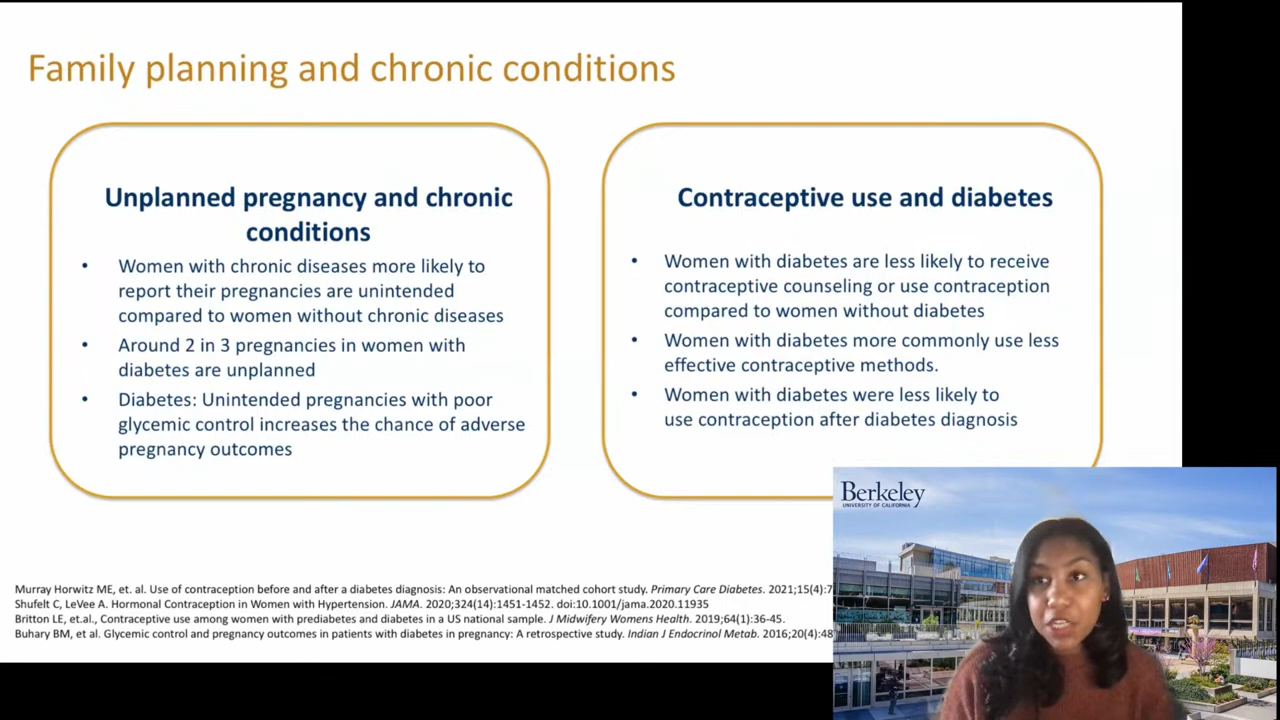 Family planning and chronic conditions
Unplanned pregnancy and chronic
conditions
• Women with chronic diseases more likely to
report their pregnancies are unintended
compared to women without chronic diseases
• Around 2 in 3 pregnancies in women with
diabetes are unplanned
• Diabetes: Unintended pregnancies with poor
glycemic control increases the chance of adverse
pregnancy outcomes
Contraceptive use and diabetes
• Women with diabetes are less likely to receive
contraceptive counseling or use contraception
compared to women without diabetes
• Women with diabetes more commonly use less
effective contraceptive methods.
• Women with diabetes were less likely to
use contraception after diabetes diagnosis
Murray Horwitz ME, et. al. Use of contraception before and after a diabetes diagnosis: An observational matched cohort study. Primary Care Diabetes. 2021;15(4):7
Shufelt C, LeVee A. Hormonal Contraception in Women with Hypertension. JAMA. 2020;324(14):1451-1452. doi:10.1001/jama.2020.11935
Britton LE, et.al., Contraceptive use among women with prediabetes and diabetes in a US national sample. J Midwifery Womens Health. 2019;64(1):36-45.
Buhary BM, et al. Glycemic control and pregnancy outcomes in patients with diabetes in pregnancy: A retrospective study. Indian J Endocrinol Metab. 2016;20(4):48
Berkeley
UNIVERSITY OF CALIFORNIA